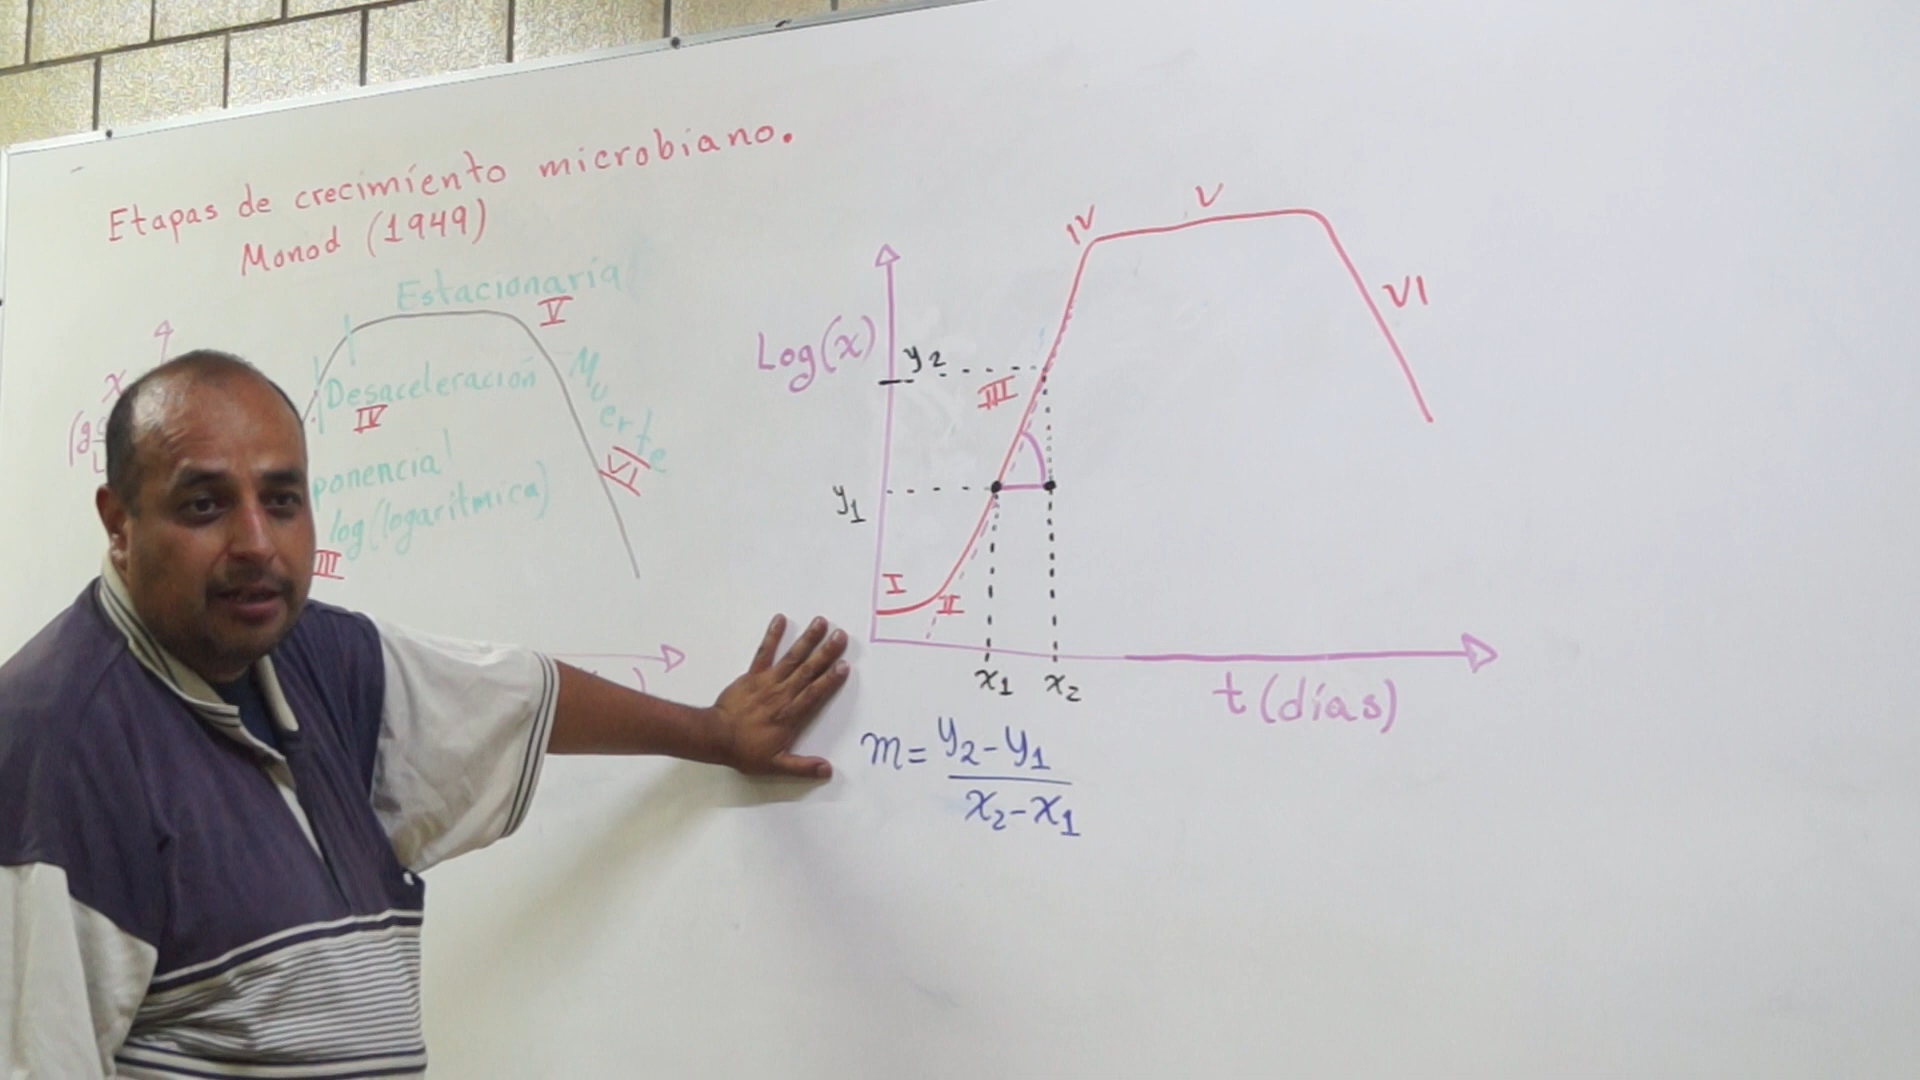 Etapas de crecimiento microbiano.
Monod (1949)
Estacionaria
V
x
Desaceleración
IV
Muerte
VI
ponencial
log (logarítmica)
III
Log(x)
y2
y1
I
II
III
IV
V
VI
x1
x2
t (días)
m = y2 - y1
x2 - x1